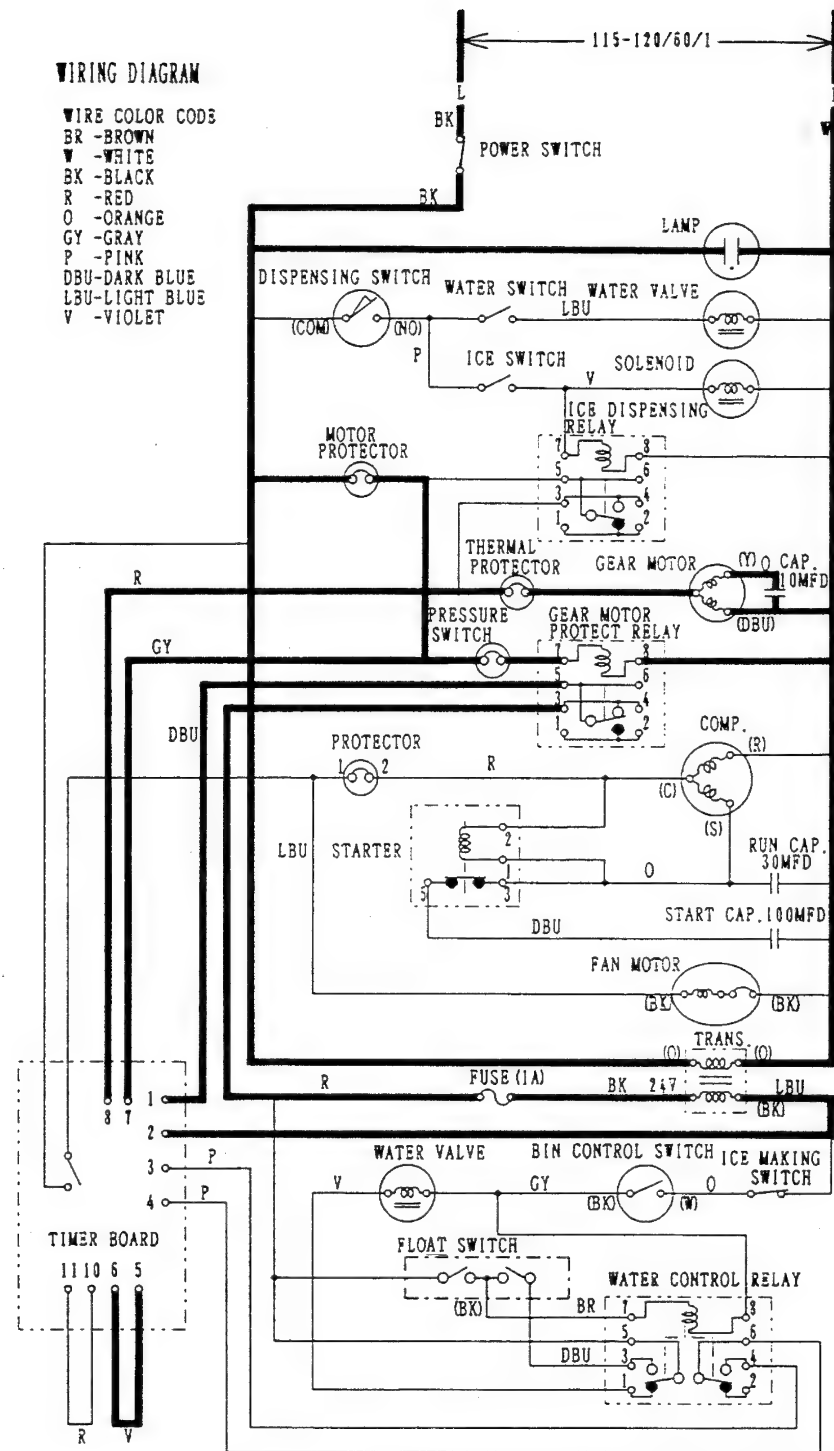 115-120/60/1
WIRING DIAGRAM
WIRE COLOR CODE
BR -BROWN
W -WHITE
BK -BLACK
R -RED
O -ORANGE
GY -GRAY
P -PINK
DBU-DARK BLUE
LBU-LIGHT BLUE
V -VIOLET
L
BK
W
POWER SWITCH
BK
LAMP
DISPENSING SWITCH
WATER SWITCH
WATER VALVE
LBU
(COM)
(NO)
P
ICE SWITCH
SOLENOID
V
ICE DISPENSING
RELAY
MOTOR
PROTECTOR
7 8
5 6
3 4
1 2
THERMAL
PROTECTOR
GEAR MOTOR
(Y) O CAP.
10MFD
R
(DBU)
PRESSURE
SWITCH
GEAR MOTOR
PROTECT RELAY
GY
7 8
5 6
3 4
1 2
DBU
PROTECTOR
1 2
R
COMP.
(R)
(C)
(S)
LBU
STARTER
2
1
5 3
O
RUN CAP.
30MFD
DBU
START CAP. 100MFD
FAN MOTOR
(BK) (BK)
TRANS.
(O) (O)
R
FUSE (1A)
BK 24V
LBU
(BK)
8 7 1
2
3 P
4 P
WATER VALVE
BIN CONTROL SWITCH
ICE MAKING
SWITCH
V
GY
(BK)
(W)
O
TIMER BOARD
11 10 6 5
FLOAT SWITCH
(BK)
WATER CONTROL RELAY
BR
DBU
7 8
5 6
3 4
1 2
R V